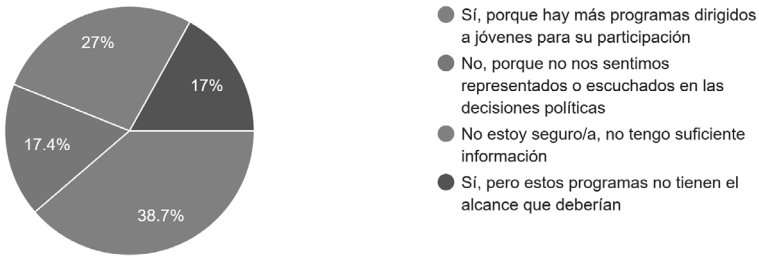 27%
17%
17.4%
38.7%
Sí, porque hay más programas dirigidos
a jóvenes para su participación
No, porque no nos sentimos
representados o escuchados en las
decisiones políticas
No estoy seguro/a, no tengo suficiente
información
Sí, pero estos programas no tienen el
alcance que deberían